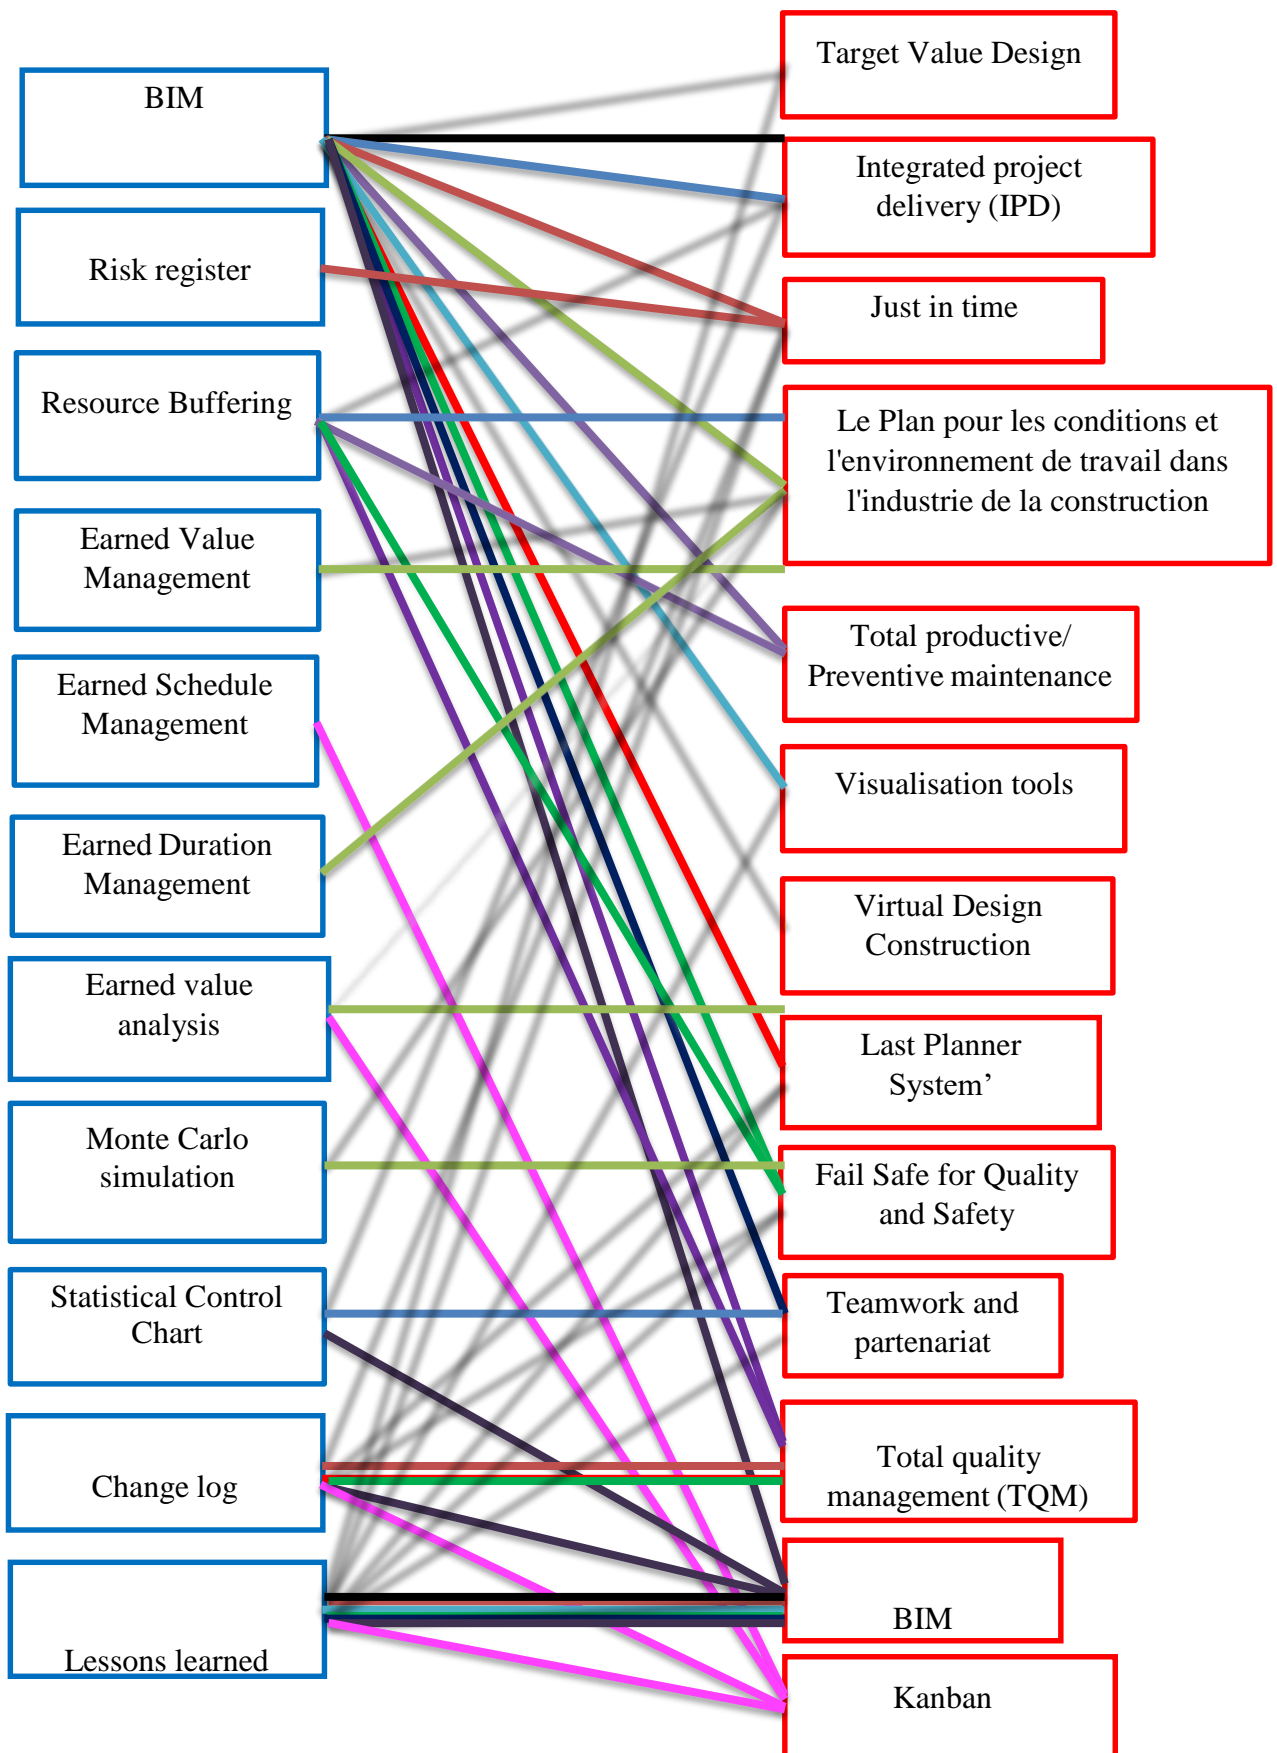 BIM
Risk register
Resource Buffering
Earned Value
Management
Earned Schedule
Management
Earned Duration
Management
Earned value
analysis
Monte Carlo
simulation
Statistical Control
Chart
Change log
Lessons learned
Target Value Design
Integrated project
delivery (IPD)
Just in time
Le Plan pour les conditions et
l'environnement de travail dans
l'industrie de la construction
Total productive/
Preventive maintenance
Visualisation tools
Virtual Design
Construction
Last Planner
System’
Fail Safe for Quality
and Safety
Teamwork and
partenariat
Total quality
management (TQM)
BIM
Kanban